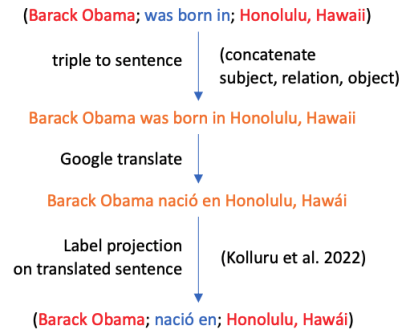 (Barack Obama; was born in; Honolulu, Hawaii)
triple to sentence
(concatenate
subject, relation, object)
Barack Obama was born in Honolulu, Hawaii
Google translate
Barack Obama nació en Honolulu, Hawái
Label projection
on translated sentence
(Kolluru et al. 2022)
(Barack Obama; nació en; Honolulu, Hawái)